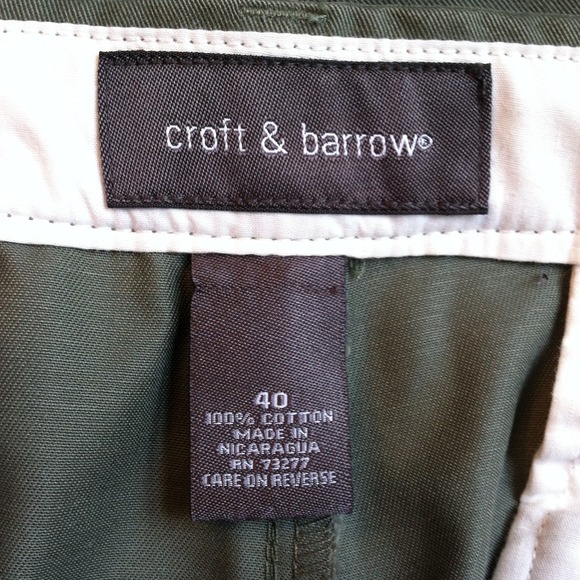 croft & barrow®
40
100% COTTON
MADE IN
NICARAGUA
RN 73277
CARE ON REVERSE